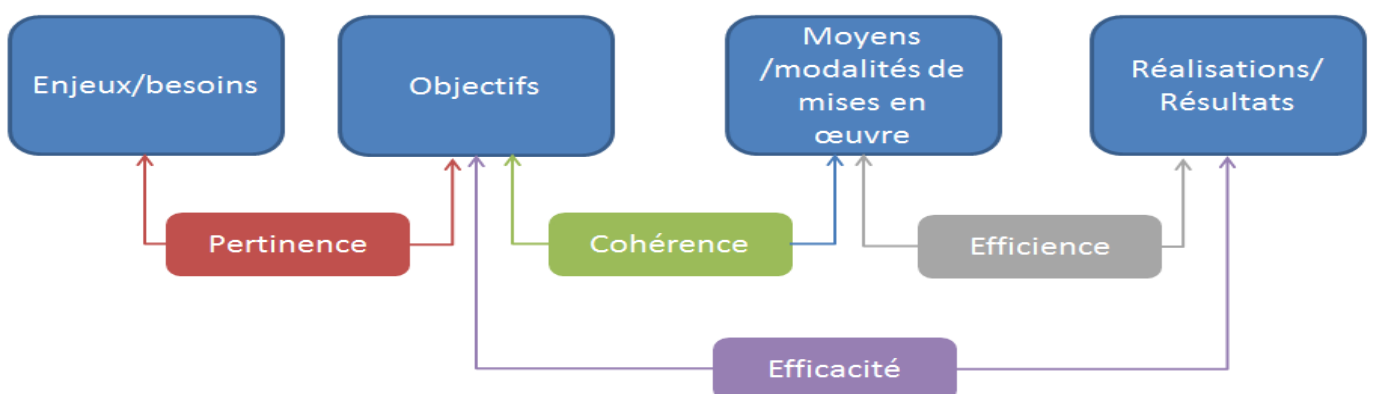 Enjeux/besoins
Objectifs
Moyens
/modalités de
mises en
œuvre
Réalisations/
Résultats
Pertinence
Cohérence
Efficience
Efficacité